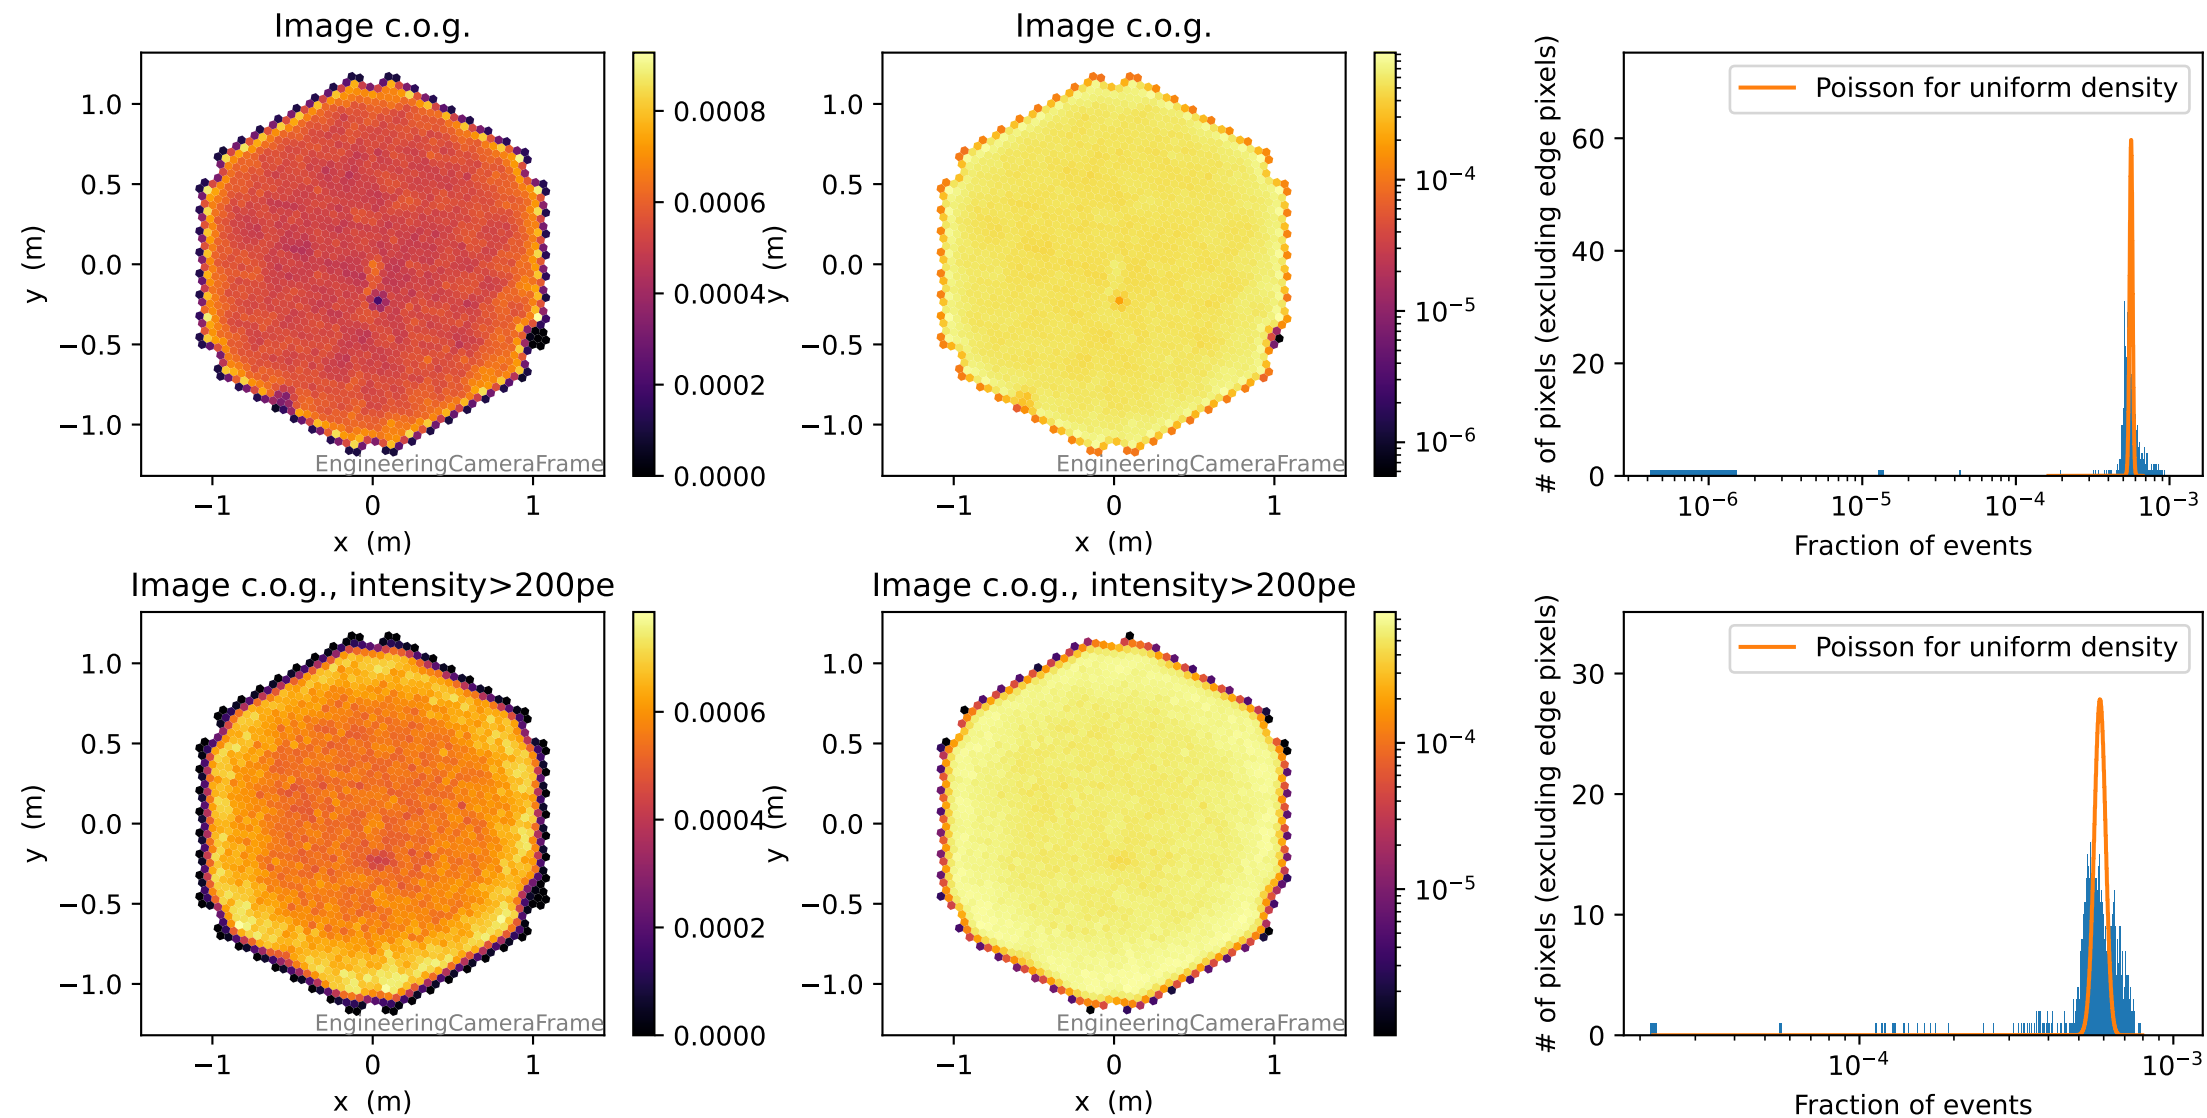 Image c.o.g.
1.0
0.5
0.0
−0.5
−1.0
y (m)
−1
0
1
x (m)
EngineeringCameraFrame
0.0008
0.0006
0.0004
0.0002
0.0000
Image c.o.g.
1.0
0.5
0.0
−0.5
−1.0
y (m)
−1
0
1
x (m)
EngineeringCameraFrame
10⁻⁴
10⁻⁵
10⁻⁶
# of pixels (excluding edge pixels)
60
40
20
0
Poisson for uniform density
10⁻⁶
10⁻⁵
10⁻⁴
10⁻³
Fraction of events
Image c.o.g., intensity>200pe
1.0
0.5
0.0
−0.5
−1.0
y (m)
−1
0
1
x (m)
EngineeringCameraFrame
0.0006
0.0004
0.0002
0.0000
Image c.o.g., intensity>200pe
1.0
0.5
0.0
−0.5
−1.0
y (m)
−1
0
1
x (m)
EngineeringCameraFrame
10⁻⁴
10⁻⁵
# of pixels (excluding edge pixels)
30
20
10
0
Poisson for uniform density
10⁻⁴
10⁻³
Fraction of events